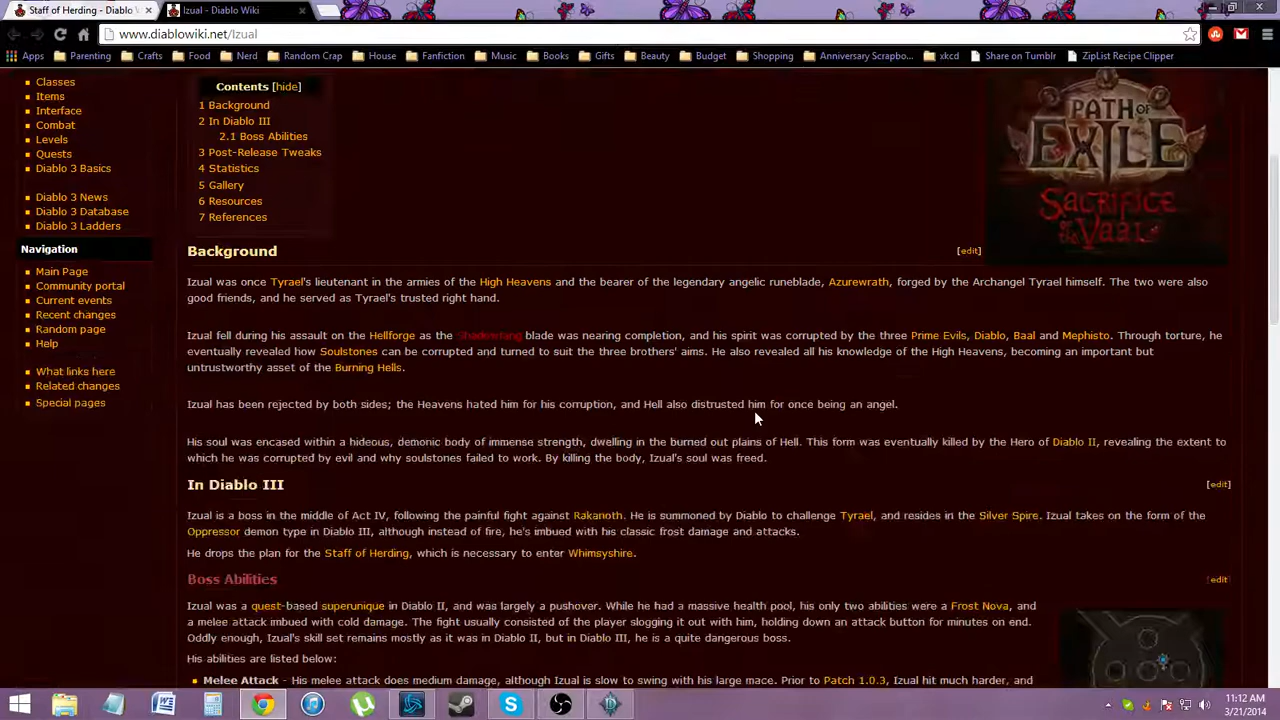 Staff of Herding - Diablo W
Izual - Diablo Wiki
www.diablowiki.net/Izual
Apps Parenting Crafts Food Nerd Random Crap House Fanfiction Music Books Gifts Beauty Budget Shopping Anniversary Scrapbo... xkcd Share on Tumblr ZipList Recipe Clipper
Classes
Items
Interface
Combat
Levels
Quests
Diablo 3 Basics
Diablo 3 News
Diablo 3 Database
Diablo 3 Ladders
Navigation
Main Page
Community portal
Current events
Recent changes
Random page
Help
What links here
Related changes
Special pages
Contents [hide]
1 Background
2 In Diablo III
2.1 Boss Abilities
3 Post-Release Tweaks
4 Statistics
5 Gallery
6 Resources
7 References
PATH OF
EXILE
SACRIFICE
OF THE VAAL
Background [edit]
Izual was once Tyrael's lieutenant in the armies of the High Heavens and the bearer of the legendary angelic runeblade, Azurewrath, forged by the Archangel Tyrael himself. The two were also
good friends, and he served as Tyrael's trusted right hand.
Izual fell during his assault on the Hellforge as the Shadowfang blade was nearing completion, and his spirit was corrupted by the three Prime Evils, Diablo, Baal and Mephisto. Through torture, he
eventually revealed how Soulstones can be corrupted and turned to suit the three brothers' aims. He also revealed all his knowledge of the High Heavens, becoming an important but
untrustworthy asset of the Burning Hells.
Izual has been rejected by both sides; the Heavens hated him for his corruption, and Hell also distrusted him for once being an angel.
His soul was encased within a hideous, demonic body of immense strength, dwelling in the burned out plains of Hell. This form was eventually killed by the Hero of Diablo II, revealing the extent to
which he was corrupted by evil and why soulstones failed to work. By killing the body, Izual's soul was freed.
In Diablo III [edit]
Izual is a boss in the middle of Act IV, following the painful fight against Rakanoth. He is summoned by Diablo to challenge Tyrael, and resides in the Silver Spire. Izual takes on the form of the
Oppressor demon type in Diablo III, although instead of fire, he's imbued with his classic frost damage and attacks.
He drops the plan for the Staff of Herding, which is necessary to enter Whimsyshire.
Boss Abilities [edit]
Izual was a quest-based superunique in Diablo II, and was largely a pushover. While he had a massive health pool, his only two abilities were a Frost Nova, and
a melee attack imbued with cold damage. The fight usually consisted of the player slogging it out with him, holding down an attack button for minutes on end.
Oddly enough, Izual's skill set remains mostly as it was in Diablo II, but in Diablo III, he is a quite dangerous boss.
His abilities are listed below:
Melee Attack - His melee attack does medium damage, although Izual is slow to swing with his large mace. Prior to Patch 1.0.3, Izual hit much harder, and
11:12 AM
3/21/2014